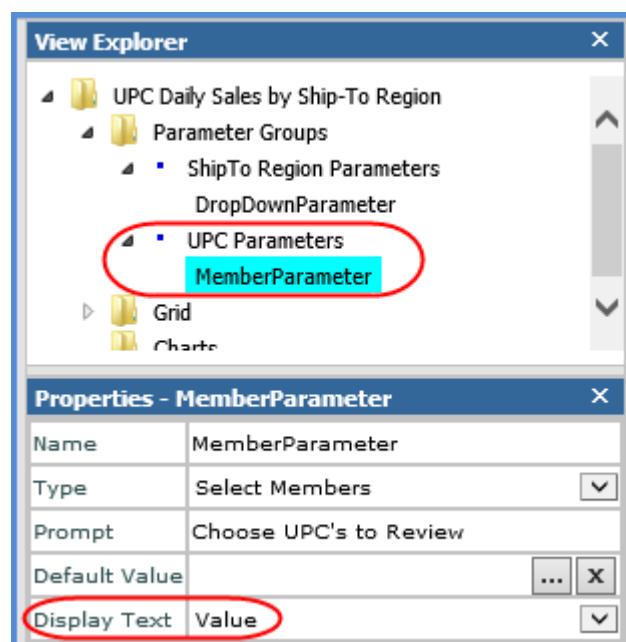 View Explorer
UPC Daily Sales by Ship-To Region
Parameter Groups
ShipTo Region Parameters
DropDownParameter
UPC Parameters
MemberParameter
Grid
Charts
Properties - MemberParameter
Name MemberParameter
Type Select Members
Prompt Choose UPC's to Review
Default Value ... x
Display Text Value